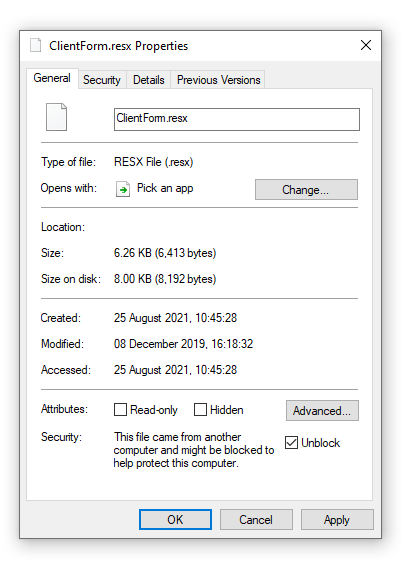 ClientForm.resx Properties
General Security Details Previous Versions
ClientForm.resx
Type of file: RESX File (.resx)
Opens with: Pick an app Change...
Location:
Size: 6.26 KB (6,413 bytes)
Size on disk: 8.00 KB (8,192 bytes)
Created: 25 August 2021, 10:45:28
Modified: 08 December 2019, 16:18:32
Accessed: 25 August 2021, 10:45:28
Attributes: Read-only Hidden Advanced...
Security: This file came from another
computer and might be blocked to Unblock
help protect this computer.
OK Cancel Apply